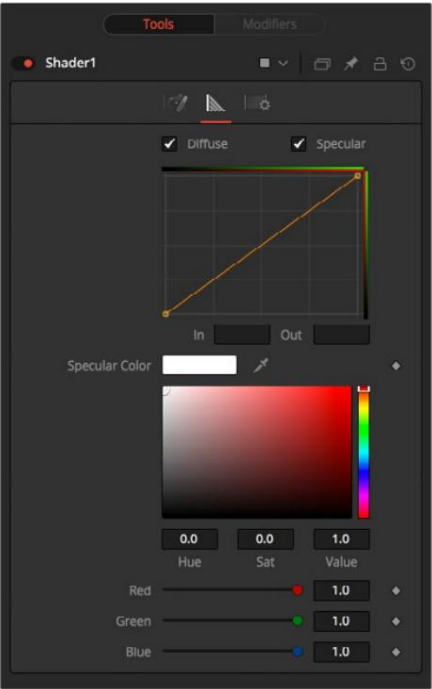 Tools Modifiers
Shader1
Diffuse Specular
In Out
Specular Color
0.0 0.0 1.0
Hue Sat Value
Red 1.0
Green 1.0
Blue 1.0